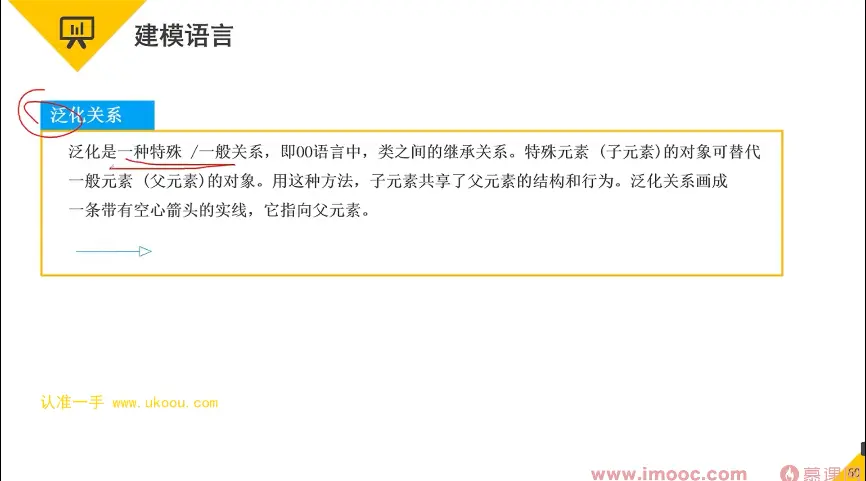 建模语言
泛化关系
泛化是一种特殊 /一般关系，即OO语言中，类之间的继承关系。特殊元素 (子元素)的对象可替代
一般元素 (父元素)的对象。用这种方法，子元素共享了父元素的结构和行为。泛化关系画成
一条带有空心箭头的实线，它指向父元素。
认准一手 www.ukoou.com
www.imooc.com
慕课
60